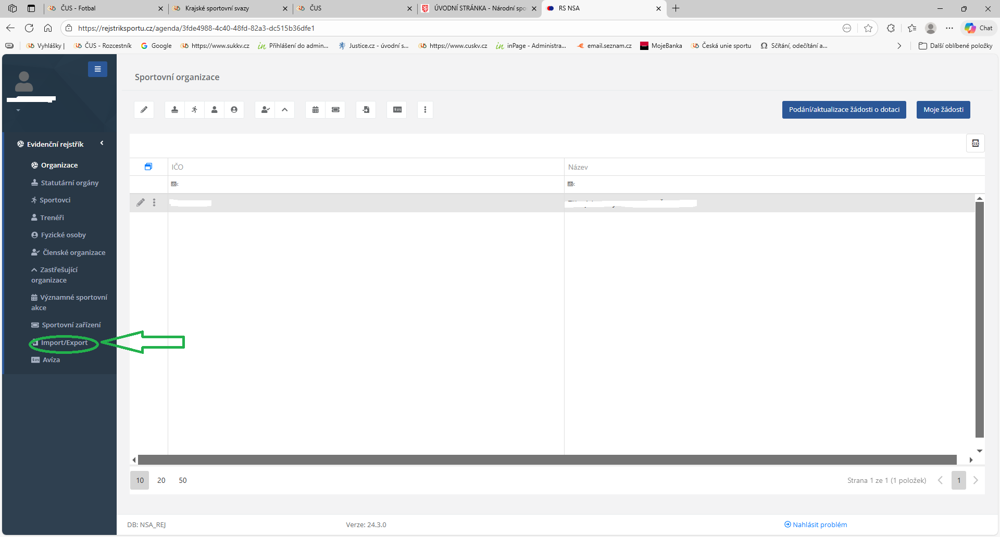 ČUS - Fotbal
Krajské sportovní svazy
ČUS
ÚVODNÍ STRÁNKA - Národní spo
RS NSA
https://rejstriksportu.cz/agenda/3fde4988-4c40-48fd-82a3-dc515b36dfe1
Chat
Vyhlášky |
ČUS - Rozcestník
Google
https://www.sukkv.cz
Přihlášení do admin...
Justice.cz - úvodní s...
https://www.cuskv.cz
inPage - Administra...
email.seznam.cz
MojeBanka
Česká unie sportu
Sčítání, odečítání a...
Další oblíbené položky
Sportovní organizace
Podání/aktualizace žádosti o dotaci
Moje žádosti
Evidenční rejstřík
Organizace
Statutární orgány
Sportovci
Trenéři
Fyzické osoby
Členské organizace
Zastřešující
organizace
Významné sportovní
akce
Sportovní zařízení
Import/Export
Avíza
xlsx
IČO
Název
abc
abc
10
20
50
Strana 1 ze 1 (1 položek)
1
DB: NSA_REJ
Verze: 24.3.0
Nahlásit problém